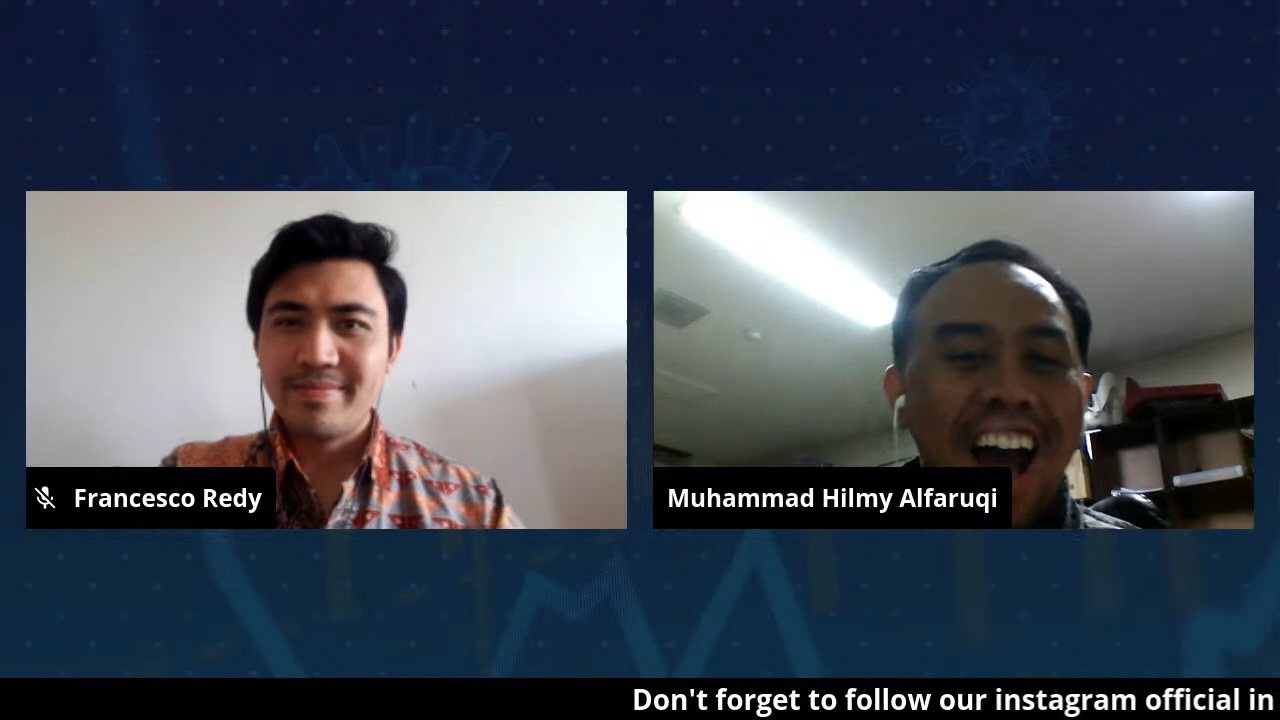 Francesco Redy
Muhammad Hilmy Alfaruqi
Don't forget to follow our instagram official in